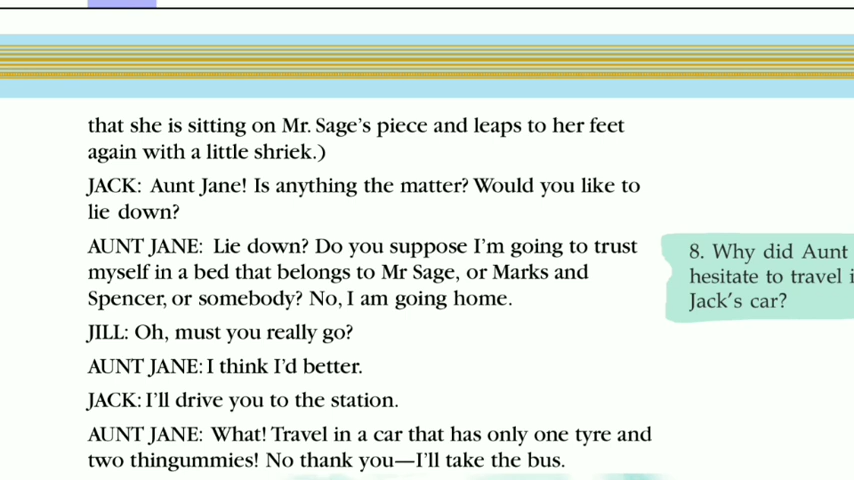 that she is sitting on Mr. Sage's piece and leaps to her feet
again with a little shriek.)
JACK: Aunt Jane! Is anything the matter? Would you like to
lie down?
AUNT JANE: Lie down? Do you suppose I'm going to trust
myself in a bed that belongs to Mr Sage, or Marks and
Spencer, or somebody? No, I am going home.
JILL: Oh, must you really go?
AUNT JANE: I think I'd better.
JACK: I'll drive you to the station.
AUNT JANE: What! Travel in a car that has only one tyre and
two thingummies! No thank you—I'll take the bus.
8. Why did Aunt
hesitate to travel i
Jack's car?